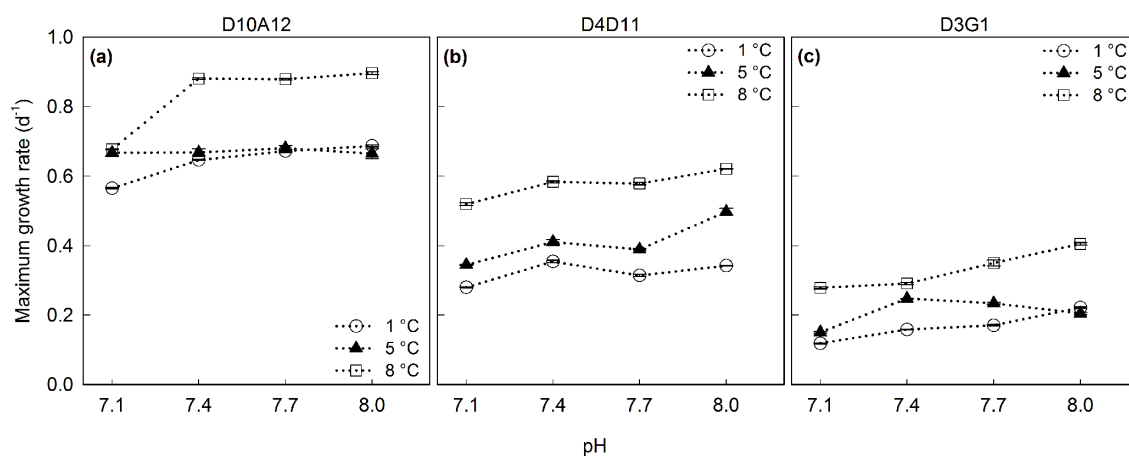 D10A12
D4D11
D3G1
Maximum growth rate (d-1)
1.0
0.8
0.6
0.4
0.2
0.0
(a)
1 °C
5 °C
8 °C
7.1 7.4 7.7 8.0
(b)
1 °C
5 °C
8 °C
7.1 7.4 7.7 8.0
(c)
1 °C
5 °C
8 °C
7.1 7.4 7.7 8.0
pH